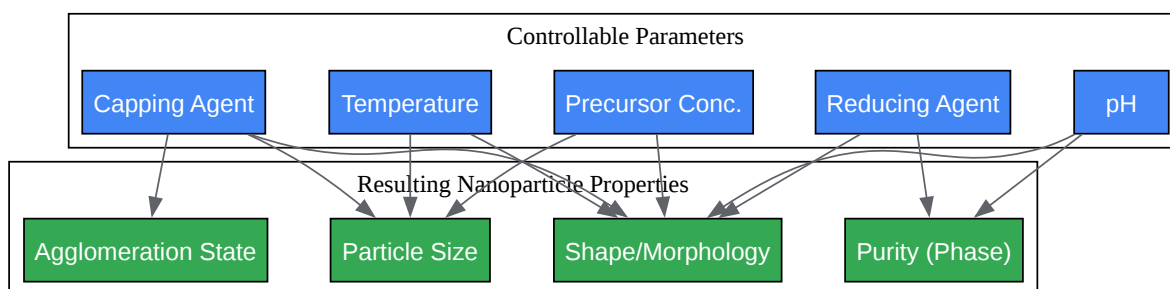 Controllable Parameters
Capping Agent
Temperature
Precursor Conc.
Reducing Agent
pH
Resulting Nanoparticle Properties
Agglomeration State
Particle Size
Shape/Morphology
Purity (Phase)